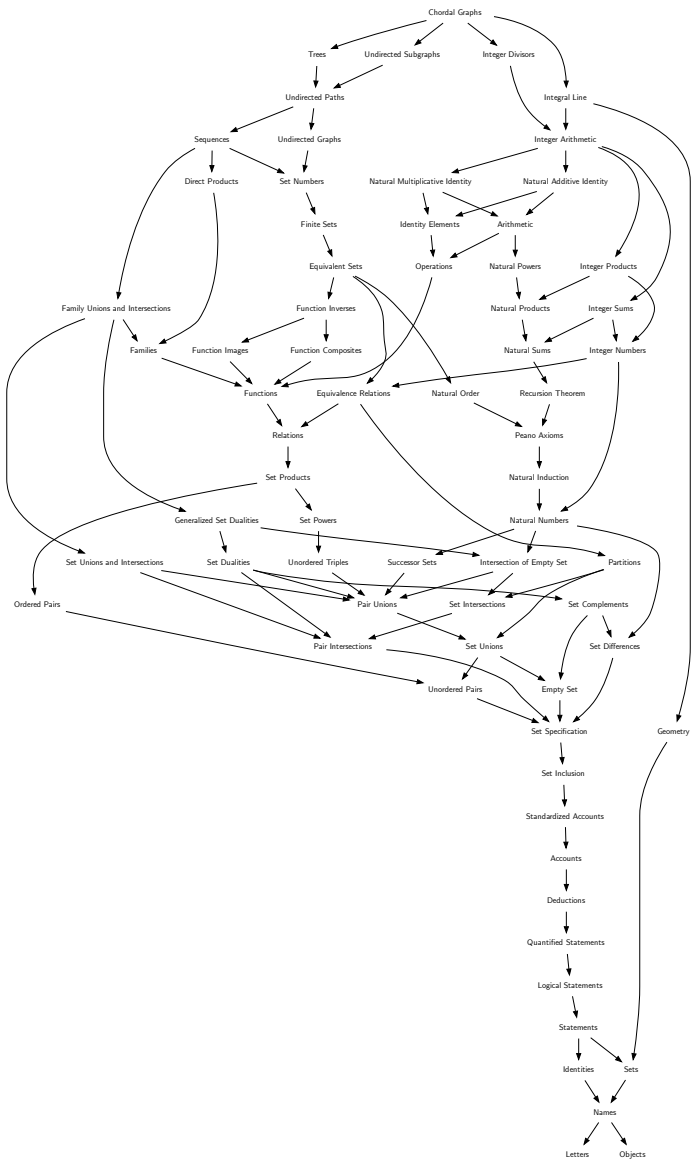 Chordal Graphs
Trees
Undirected Subgraphs
Integer Divisors
Undirected Paths
Integral Line
Sequences
Undirected Graphs
Integer Arithmetic
Direct Products
Set Numbers
Natural Multiplicative Identity
Natural Additive Identity
Finite Sets
Identity Elements
Arithmetic
Equivalent Sets
Operations
Natural Powers
Integer Products
Family Unions and Intersections
Function Inverses
Natural Products
Integer Sums
Families
Function Images
Function Composites
Natural Sums
Integer Numbers
Functions
Equivalence Relations
Natural Order
Recursion Theorem
Relations
Peano Axioms
Set Products
Natural Induction
Generalized Set Dualities
Set Powers
Natural Numbers
Set Unions and Intersections
Set Dualities
Unordered Triples
Successor Sets
Intersection of Empty Set
Partitions
Ordered Pairs
Pair Unions
Set Intersections
Set Complements
Pair Intersections
Set Unions
Set Differences
Unordered Pairs
Empty Set
Set Specification
Geometry
Set Inclusion
Standardized Accounts
Accounts
Deductions
Quantified Statements
Logical Statements
Statements
Identities
Sets
Names
Letters
Objects